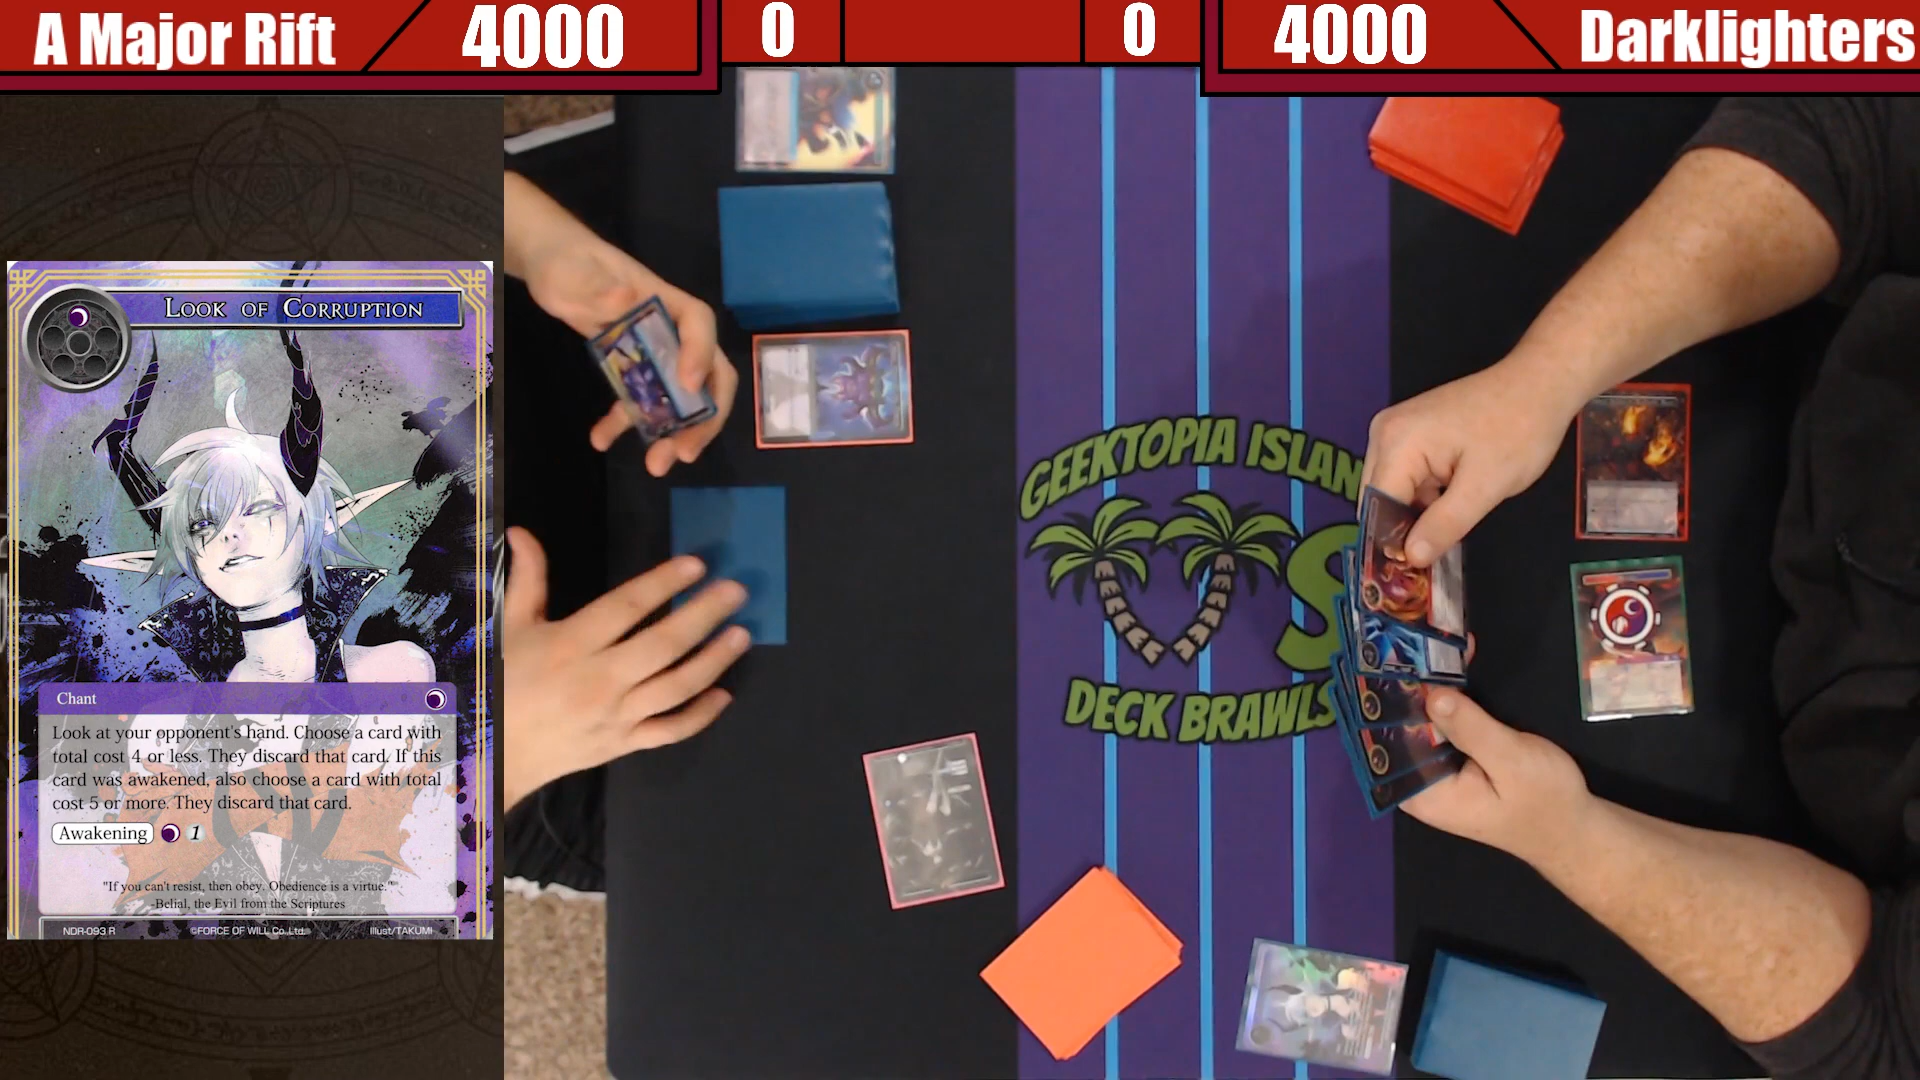 A Major Rift
4000
0
0
4000
Darklighters
LOOK OF CORRUPTION
Chant
Look at your opponent's hand. Choose a card with
total cost 4 or less. They discard that card. If this
card was awakened, also choose a card with total
cost 5 or more. They discard that card.
Awakening 1
"If you can't resist, then obey. Obedience is a virtue."
-Belial, the Evil from the Scriptures
NDR-093 R ©FORCE OF WILL Co.,Ltd. Illust/TAKUMI
GEEKTOPIA ISLAN
DECK BRAWLS